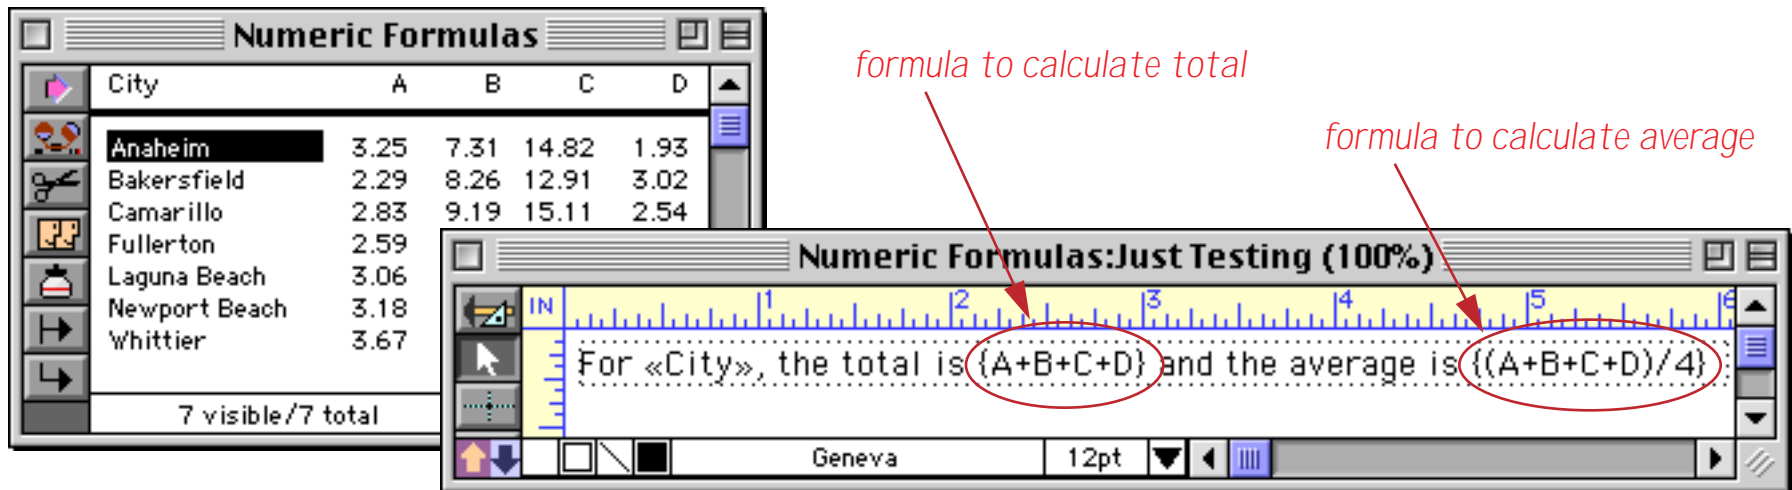 Numeric Formulas
City A B C D
Anaheim 3.25 7.31 14.82 1.93
Bakersfield 2.29 8.26 12.91 3.02
Camarillo 2.83 9.19 15.11 2.54
Fullerton 2.59
Laguna Beach 3.06
Newport Beach 3.18
Whittier 3.67
7 visible/7 total
formula to calculate total
formula to calculate average
Numeric Formulas:Just Testing (100%)
IN 1 2 3 4 5 6
For «City», the total is {A+B+C+D} and the average is {(A+B+C+D)/4}
Geneva 12pt